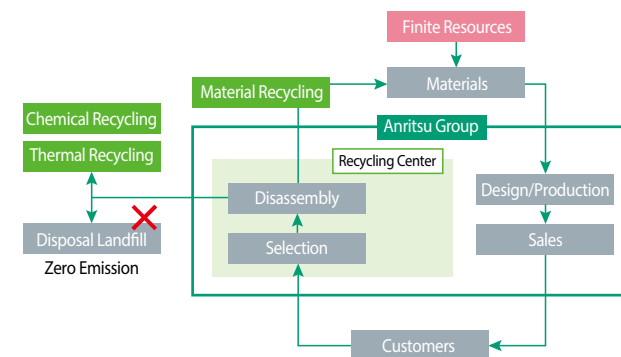 Finite Resources
Materials
Material Recycling
Chemical Recycling
Thermal Recycling
Anritsu Group
Recycling Center
Disassembly
Design/Production
Disposal Landfill
Selection
Sales
Zero Emission
Customers